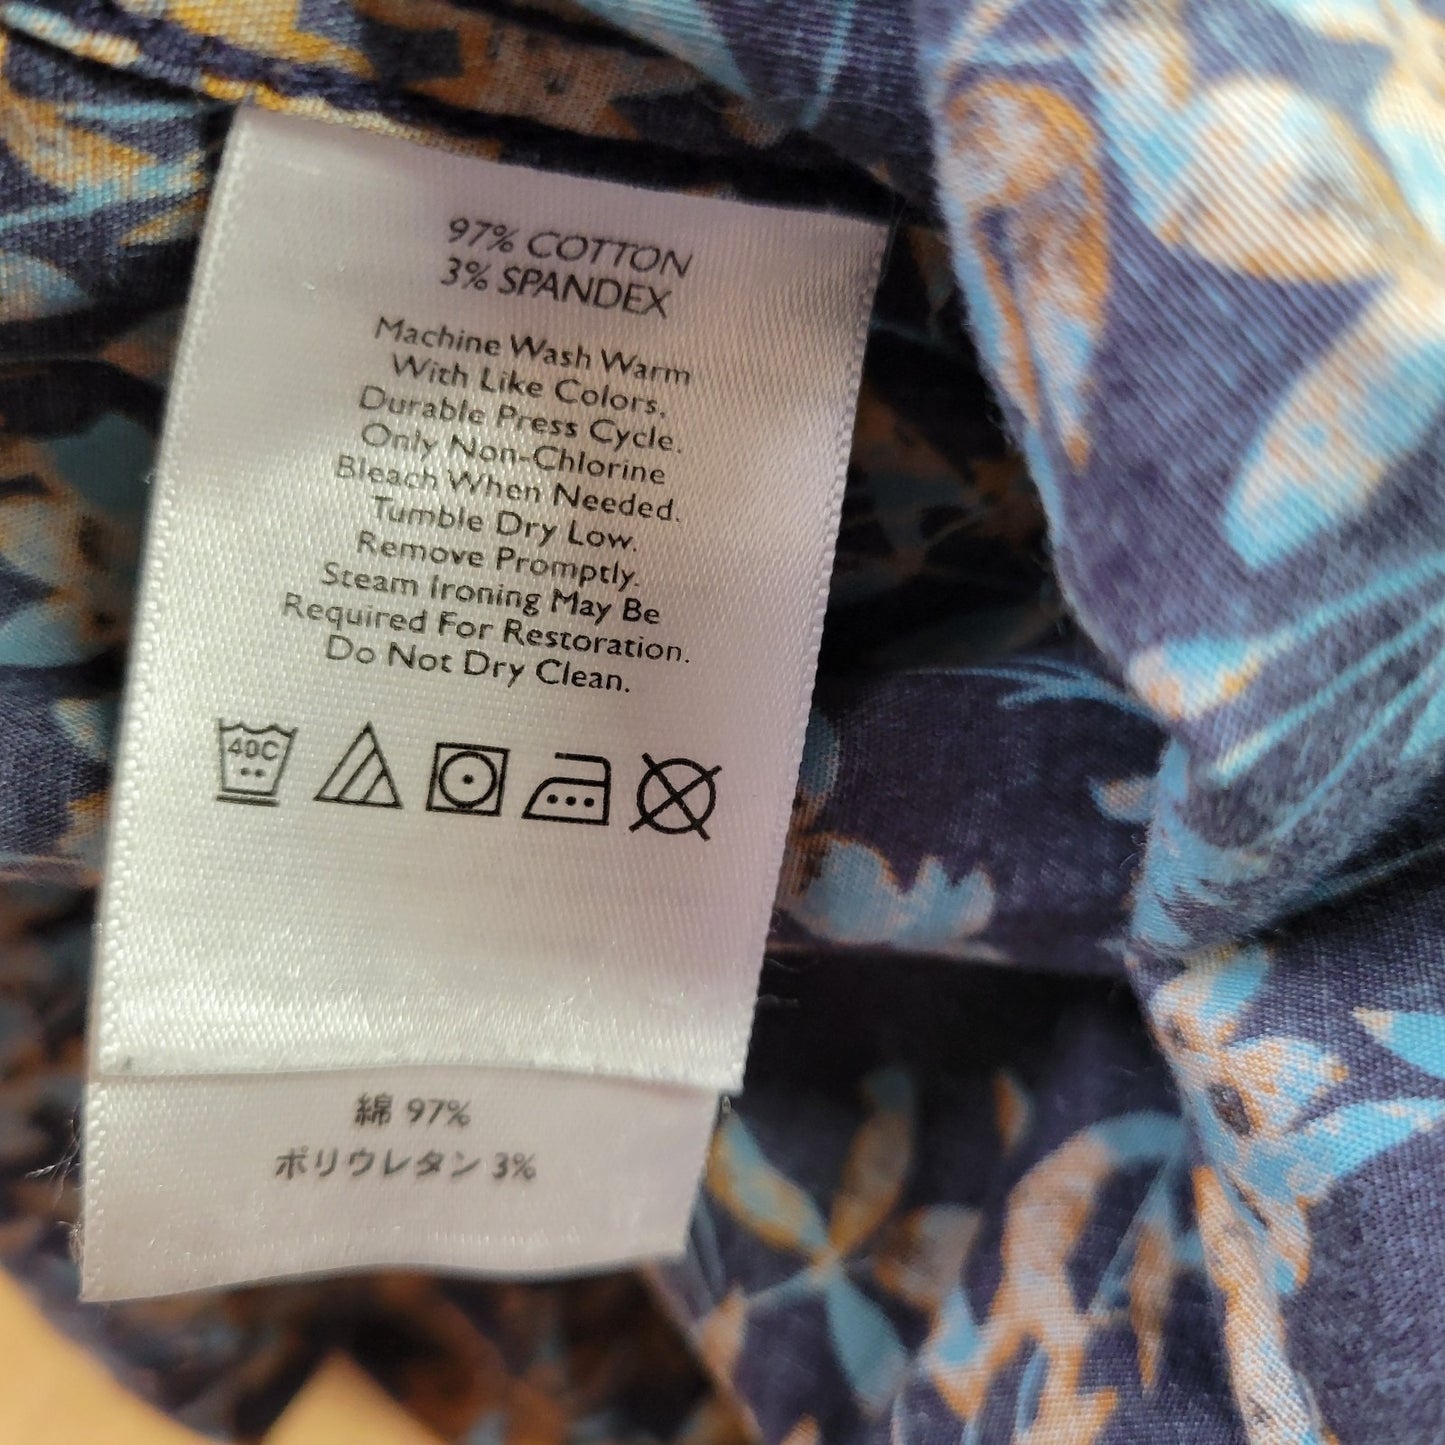 97% COTTON
3% SPANDEX
Machine Wash Warm
With Like Colors.
Durable Press Cycle.
Only Non-Chlorine
Bleach When Needed.
Tumble Dry Low.
Remove Promptly.
Steam Ironing May Be
Required For Restoration.
Do Not Dry Clean.
40C
綿 97%
ポリウレタン 3%